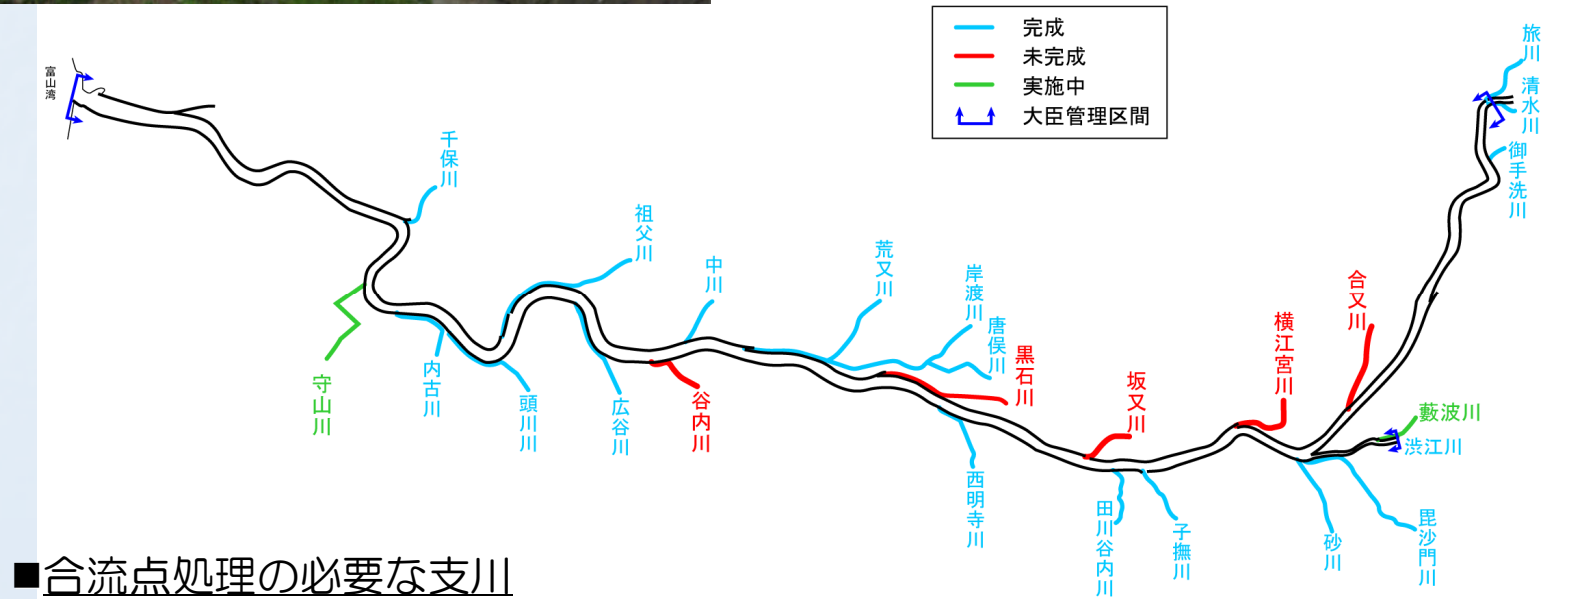 完成
未完成
実施中
大臣管理区間
富山湾
千保川
祖父川
中川
荒又川
岸渡川
唐俣川
黒石川
坂又川
横江宮川
合又川
旅川
清水川
御手洗川
藪波川
渋江川
守山川
内古川
頭川川
広谷川
谷内川
西明寺川
田川谷内川
子撫川
砂川
毘沙門川
■合流点処理の必要な支川